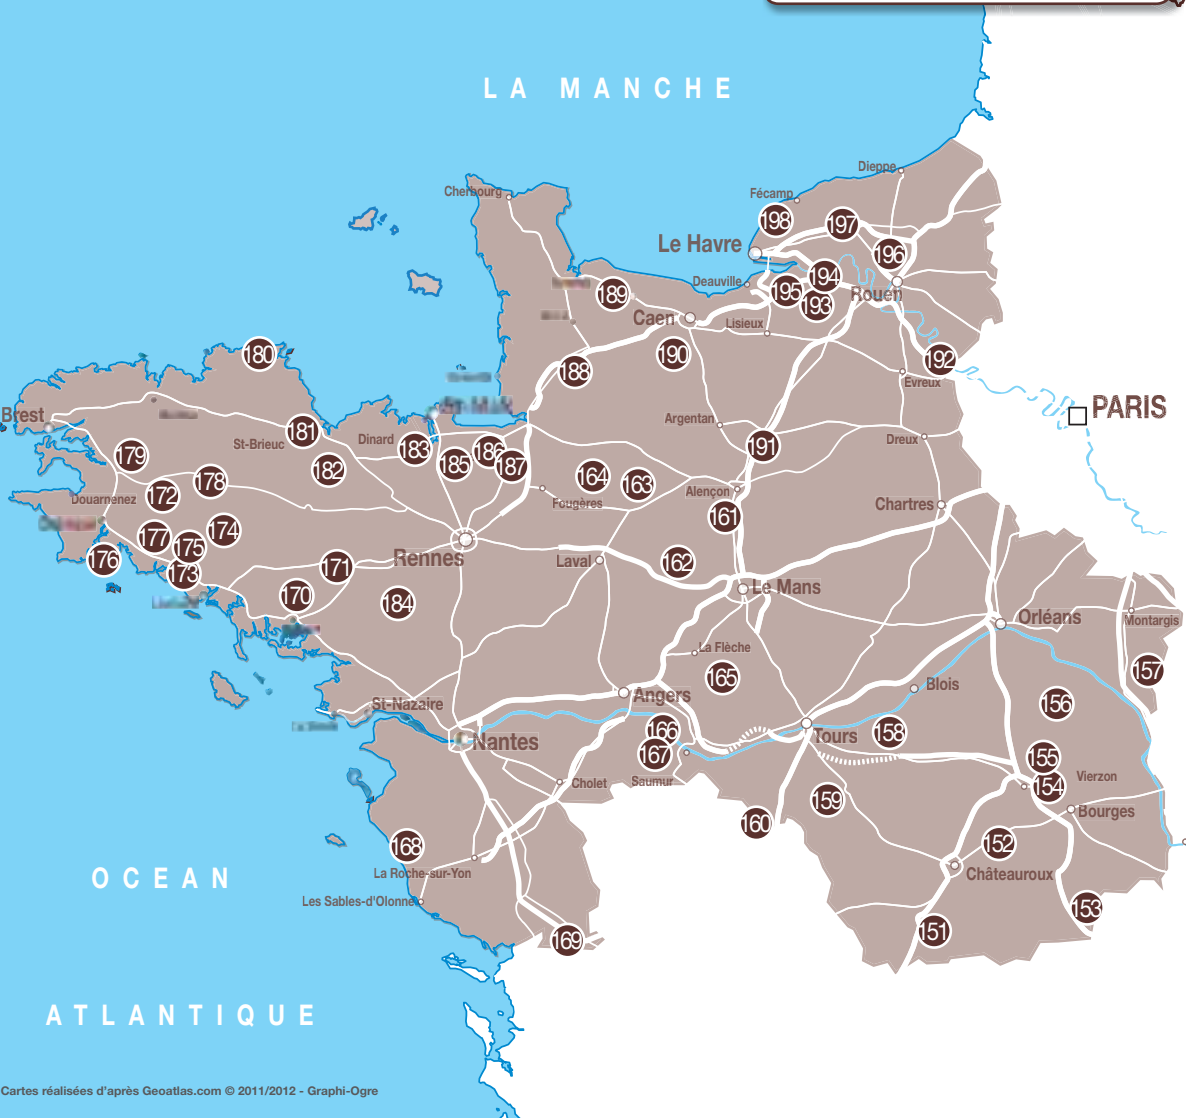 LA MANCHE
Dieppe
Cherbourg
Fécamp
198
197
Le Havre
196
194
Deauville
189
195
Rouen
193
Caen
Lisieux
180
190
192
188
Evreux
PARIS
Brest
Argentan
181
St-Brieuc
Dinard
183
186
191
Dreux
179
182
185
187
178
164
163
Alençon
172
Douarnenez
Fougères
Chartres
161
174
177
175
176
Rennes
Laval
162
173
171
Le Mans
170
184
Orléans
Montargis
La Flèche
165
157
Angers
Blois
St-Nazaire
156
166
158
Nantes
Tours
167
155
Cholet
Saumur
Vierzon
154
159
Bourges
160
168
152
La Roche-sur-Yon
Châteauroux
OCEAN
Les Sables-d'Olonne
153
151
169
ATLANTIQUE
Cartes réalisées d'après Geoatlas.com © 2011/2012 - Graphi-Ogre